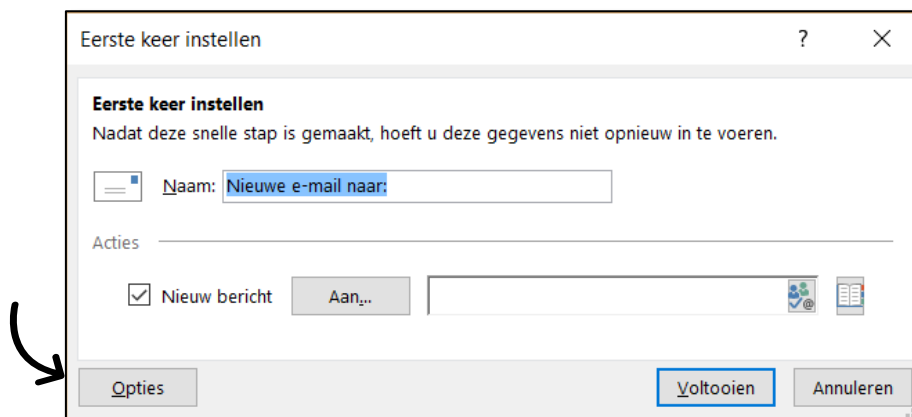 Eerste keer instellen ?
Eerste keer instellen
Nadat deze snelle stap is gemaakt, hoeft u deze gegevens niet opnieuw in te voeren.
Naam: Nieuwe e-mail naar:
Acties
Nieuw bericht Aan...
Opties Voltooien Annuleren